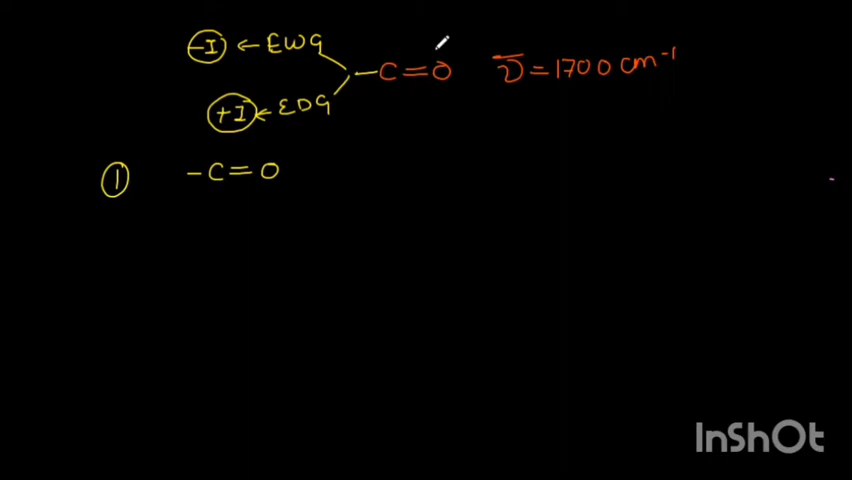 -I ← EWG
-C=O ν̄ = 1700 cm⁻¹
+I ← EDG
① -C=O
InShOt